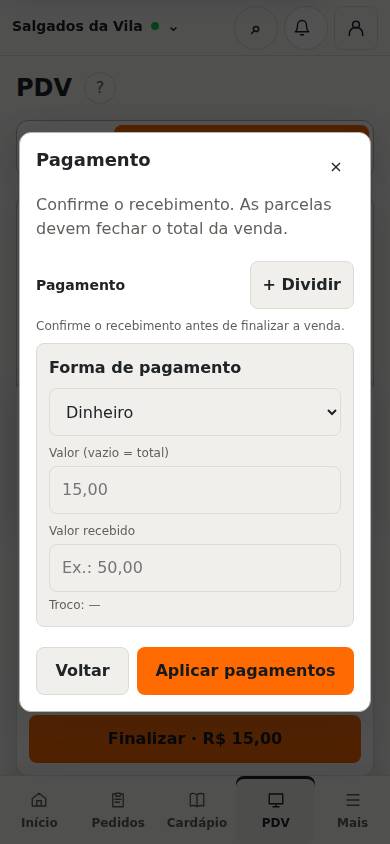 Salgados da Vila
PDV ?
Pagamento ×
Confirme o recebimento. As parcelas
devem fechar o total da venda.
Pagamento + Dividir
Confirme o recebimento antes de finalizar a venda.
Forma de pagamento
Dinheiro
Valor (vazio = total)
15,00
Valor recebido
Ex.: 50,00
Troco: —
Voltar Aplicar pagamentos
Finalizar · R$ 15,00
Início Pedidos Cardápio PDV Mais